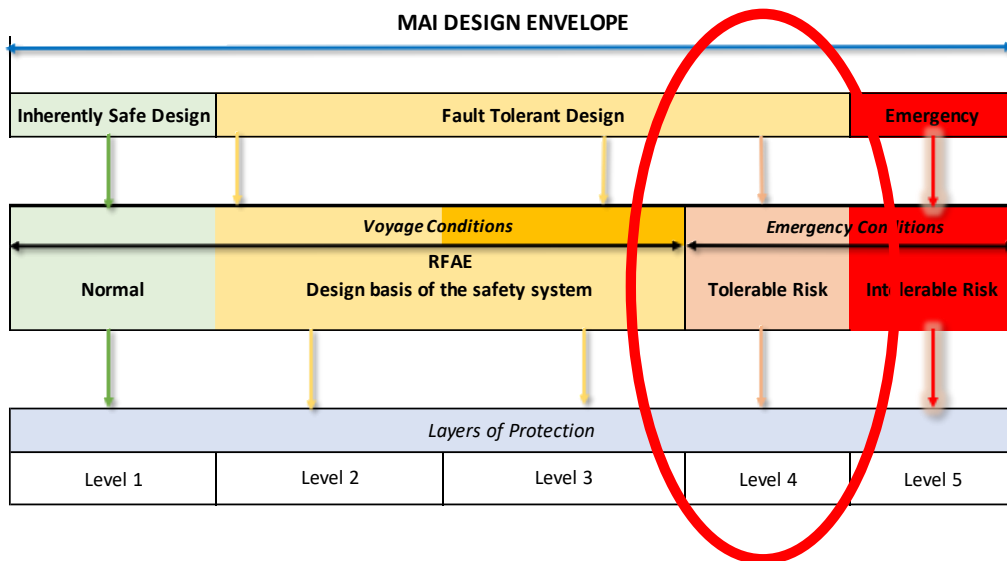 MAI DESIGN ENVELOPE
Inherently Safe Design Fault Tolerant Design Emergency
Voyage Conditions Emergency Conditions
RFAE
Normal Design basis of the safety system Tolerable Risk Intolerable Risk
Layers of Protection
Level 1 Level 2 Level 3 Level 4 Level 5